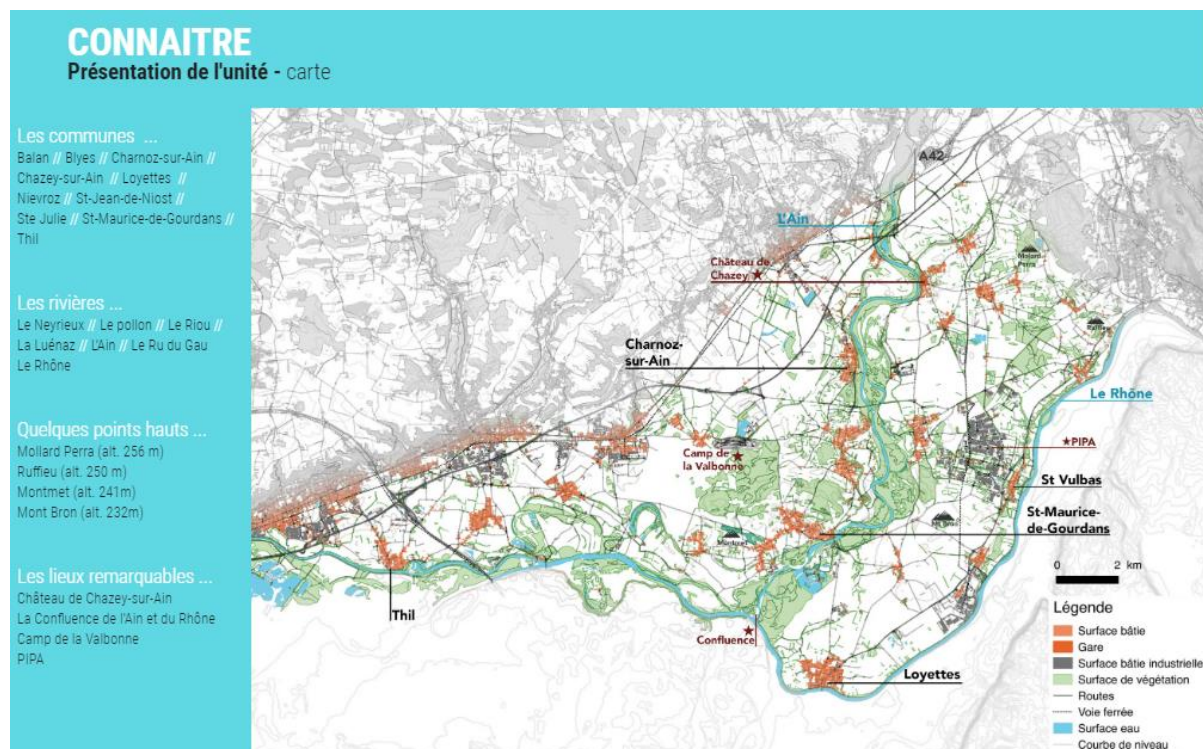 CONNAITRE
Présentation de l'unité - carte
Les communes ...
Balan // Blyes // Charnoz-sur-Ain //
Chazey-sur-Ain // Loyettes //
Nievroz // St-Jean-de-Niost //
Ste Julie // St-Maurice-de-Gourdans //
Thil
Les rivières ...
Le Neyrieux // Le pollon // Le Riou //
La Luénaz // L'Ain // Le Ru du Gau
Le Rhône
Quelques points hauts ...
Mollard Perra (alt. 256 m)
Ruffieu (alt. 250 m)
Montmet (alt. 241m)
Mont Bron (alt. 232m)
Les lieux remarquables ...
Château de Chazey-sur-Ain
La Confluence de l'Ain et du Rhône
Camp de la Valbonne
PIPA
A42
L'Ain
Château de
Chazey
Molard
Perra
Charnoz-
sur-Ain
Le Rhône
PIPA
Camp de
la Valbonne
St Vulbas
St-Maurice-
de-Gourdans
Mt Bron
Thil
Confluence
Loyettes
0 2 km
Légende
Surface bâtie
Gare
Surface bâtie industrielle
Surface de végétation
Routes
Voie ferrée
Surface eau
Courbe de niveau